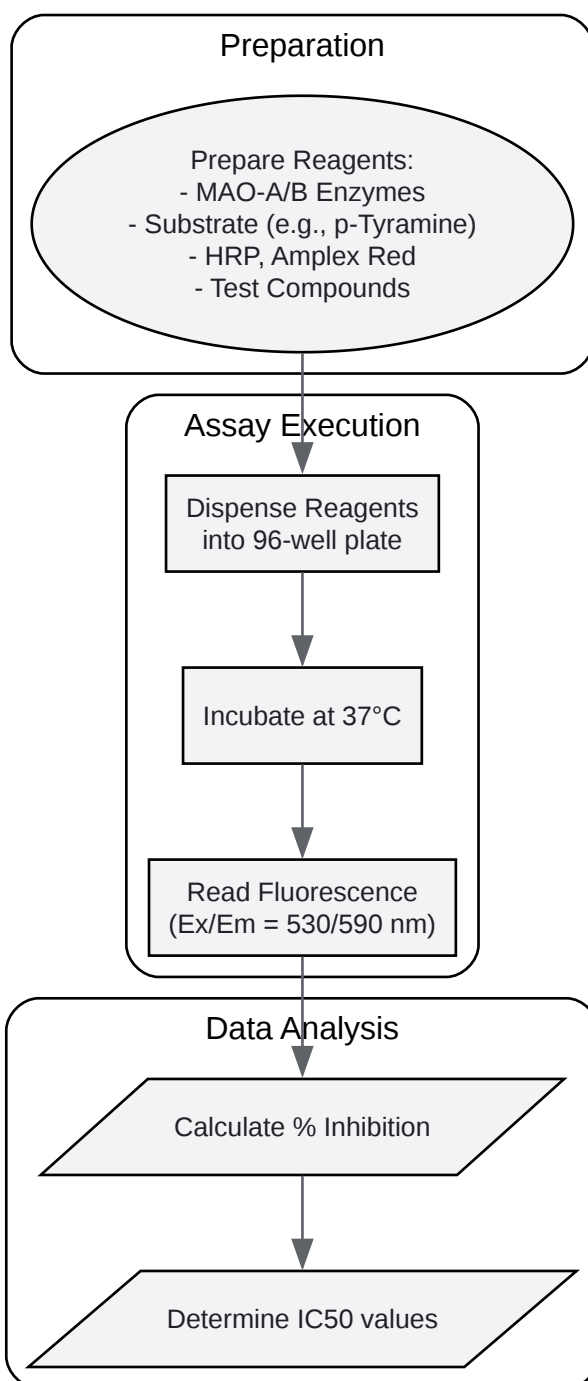 Preparation
Prepare Reagents:
- MAO-A/B Enzymes
- Substrate (e.g., p-Tyramine)
- HRP, Amplex Red
- Test Compounds
Assay Execution
Dispense Reagents
into 96-well plate
Incubate at 37°C
Read Fluorescence
(Ex/Em = 530/590 nm)
Data Analysis
Calculate % Inhibition
Determine IC50 values